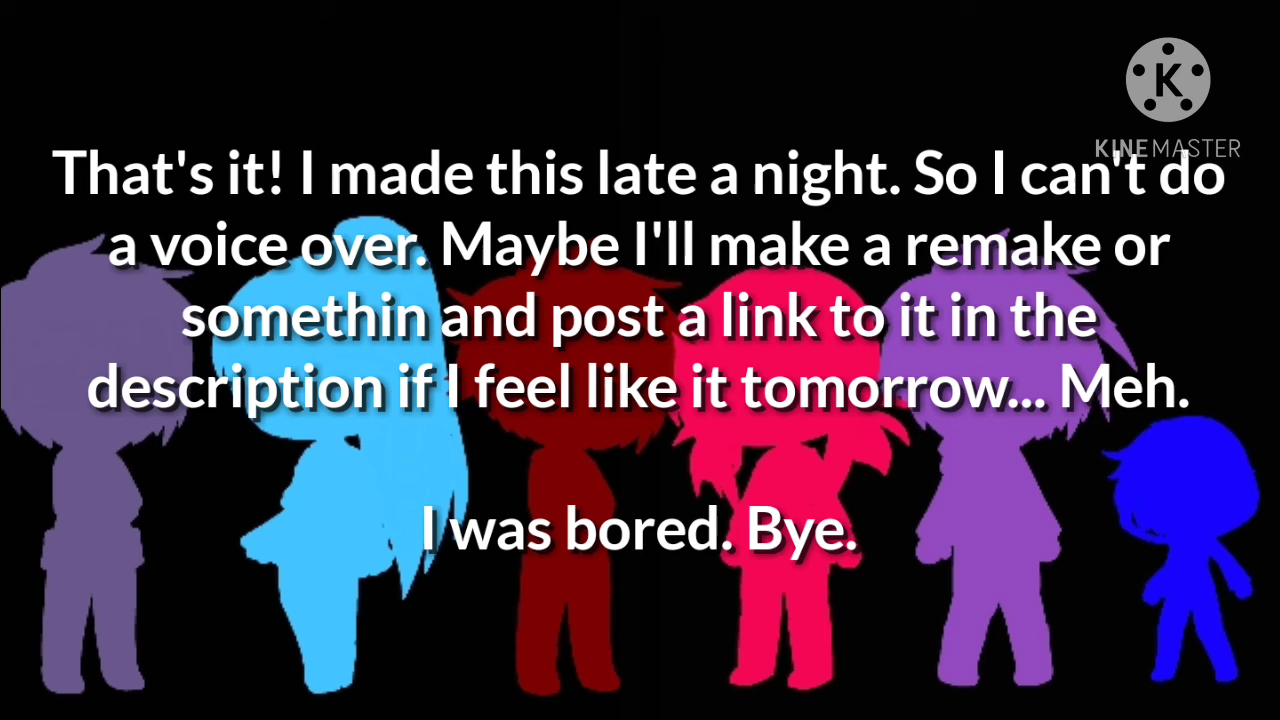 KINEMASTER
That's it! I made this late a night. So I can't do
a voice over. Maybe I'll make a remake or
somethin and post a link to it in the
description if I feel like it tomorrow... Meh.
I was bored. Bye.